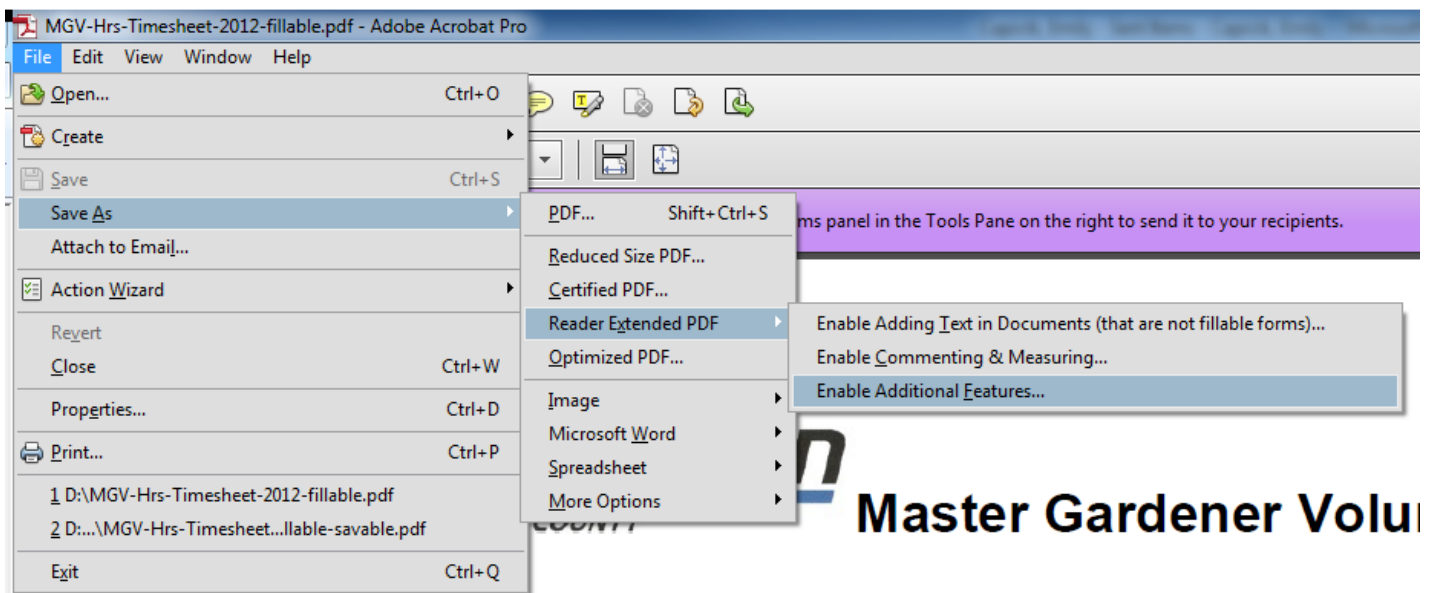 MGV-Hrs-Timesheet-2012-fillable.pdf - Adobe Acrobat Pro
File Edit View Window Help
Open... Ctrl+O
Create
Save Ctrl+S
Save As
Attach to Email...
Action Wizard
Revert
Close Ctrl+W
Properties... Ctrl+D
Print... Ctrl+P
1 D:\MGV-Hrs-Timesheet-2012-fillable.pdf
2 D:...\MGV-Hrs-Timesheet...llable-savable.pdf
Exit Ctrl+Q
PDF... Shift+Ctrl+S
Reduced Size PDF...
Certified PDF...
Reader Extended PDF
Optimized PDF...
Image
Microsoft Word
Spreadsheet
More Options
Enable Adding Text in Documents (that are not fillable forms)...
Enable Commenting & Measuring...
Enable Additional Features...
ms panel in the Tools Pane on the right to send it to your recipients.
Master Gardener Volu